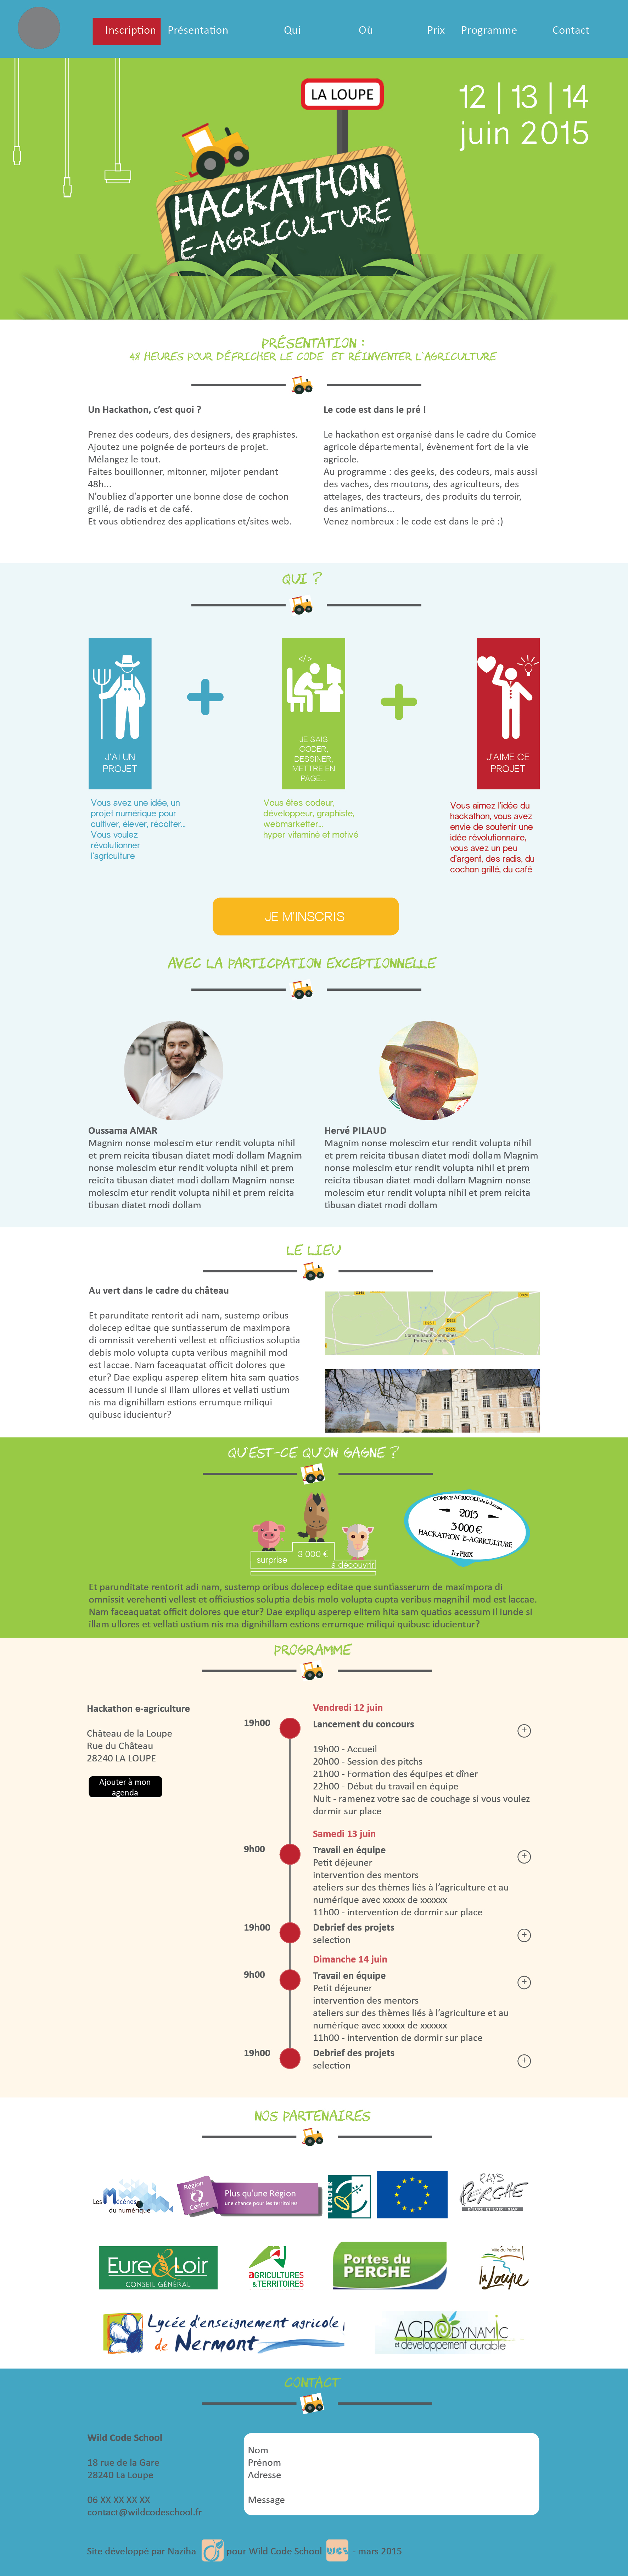 Inscription Présentation Qui Où Prix Programme Contact
LA LOUPE
12 | 13 | 14
juin 2015
HACKATHON
E-AGRICULTURE
PRÉSENTATION :
48 HEURES POUR DÉFRICHER LE CODE ET RÉINVENTER L'AGRICULTURE
Un Hackathon, c'est quoi ?
Prenez des codeurs, des designers, des graphistes.
Ajoutez une poignée de porteurs de projet.
Mélangez le tout.
Faites bouillonner, mitonner, mijoter pendant
48h...
N'oubliez d'apporter une bonne dose de cochon
grillé, de radis et de café.
Et vous obtiendrez des applications et/sites web.
Le code est dans le pré !
Le hackathon est organisé dans le cadre du Comice
agricole départemental, évènement fort de la vie
agricole.
Au programme : des geeks, des codeurs, mais aussi
des vaches, des moutons, des agriculteurs, des
attelages, des tracteurs, des produits du terroir,
des animations...
Venez nombreux : le code est dans le prè :)
QUI ?
J'AI UN
PROJET
</>
JE SAIS
CODER,
DESSINER,
METTRE EN
PAGE...
J'AIME CE
PROJET
Vous avez une idée, un
projet numérique pour
cultiver, élever, récolter...
Vous voulez
révolutionner
l'agriculture
Vous êtes codeur,
développeur, graphiste,
webmarketter...
hyper vitaminé et motivé
Vous aimez l'idée du
hackathon, vous avez
envie de soutenir une
idée révolutionnaire,
vous avez un peu
d'argent, des radis, du
cochon grillé, du café
JE M'INSCRIS
AVEC LA PARTICPATION EXCEPTIONNELLE
Oussama AMAR
Magnim nonse molescim etur rendit volupta nihil
et prem reicita tibusan diatet modi dollam Magnim
nonse molescim etur rendit volupta nihil et prem
reicita tibusan diatet modi dollam Magnim nonse
molescim etur rendit volupta nihil et prem reicita
tibusan diatet modi dollam
Hervé PILAUD
Magnim nonse molescim etur rendit volupta nihil
et prem reicita tibusan diatet modi dollam Magnim
nonse molescim etur rendit volupta nihil et prem
reicita tibusan diatet modi dollam Magnim nonse
molescim etur rendit volupta nihil et prem reicita
tibusan diatet modi dollam
LE LIEU
Au vert dans le cadre du château
Et parunditate rentorit adi nam, sustemp oribus
dolecep editae que suntiasserum de maximpora
di omnissit verehenti vellest et officiustios soluptia
debis molo volupta cupta veribus magnihil mod
est laccae. Nam faceaquatat officit dolores que
etur? Dae expliqu asperep elitem hita sam quatios
acessum il iunde si illam ullores et vellati ustium
nis ma dignihillam estions errumque miliqui
quibusc iducientur?
Communauté Communes
Portes du Perche
QU'EST-CE QU'ON GAGNE ?
surprise
3 000 €
à découvrir
COMICE AGRICOLE de la Loupe
2015
3 000 €
HACKATHON E-AGRICULTURE
1er PRIX
Et parunditate rentorit adi nam, sustemp oribus dolecep editae que suntiasserum de maximpora di
omnissit verehenti vellest et officiustios soluptia debis molo volupta cupta veribus magnihil mod est laccae.
Nam faceaquatat officit dolores que etur? Dae expliqu asperep elitem hita sam quatios acessum il iunde si
illam ullores et vellati ustium nis ma dignihillam estions errumque miliqui quibusc iducientur?
PROGRAMME
Hackathon e-agriculture
Château de la Loupe
Rue du Château
28240 LA LOUPE
Ajouter à mon
agenda
Vendredi 12 juin
19h00 Lancement du concours +
19h00 - Accueil
20h00 - Session des pitchs
21h00 - Formation des équipes et dîner
22h00 - Début du travail en équipe
Nuit - ramenez votre sac de couchage si vous voulez
dormir sur place
Samedi 13 juin
9h00 Travail en équipe +
Petit déjeuner
intervention des mentors
ateliers sur des thèmes liés à l'agriculture et au
numérique avec xxxxx de xxxxxx
11h00 - intervention de dormir sur place
19h00 Debrief des projets +
selection
Dimanche 14 juin
9h00 Travail en équipe +
Petit déjeuner
intervention des mentors
ateliers sur des thèmes liés à l'agriculture et au
numérique avec xxxxx de xxxxxx
11h00 - intervention de dormir sur place
19h00 Debrief des projets +
selection
NOS PARTENAIRES
Les Mécènes
du numérique
Région
Centre
Plus qu'une Région
une chance pour les territoires
LEADER
PAYS
PERCHE
D'EURE-ET-LOIR
Eure & Loir
CONSEIL GÉNÉRAL
AGRICULTURES
& TERRITOIRES
Portes du
PERCHE
Ville du Perche
la Loupe
Lycée d'enseignement agricole
de Nermont
AGRODYNAMIC
et développement durable
CONTACT
Wild Code School
18 rue de la Gare
28240 La Loupe
06 XX XX XX XX
contact@wildcodeschool.fr
Nom
Prénom
Adresse
Message
Site développé par Naziha pour Wild Code School WCS - mars 2015